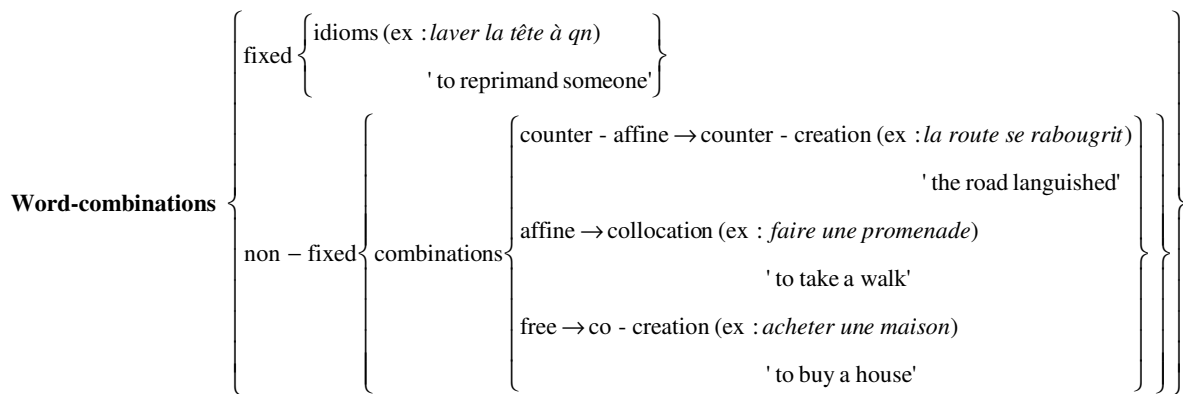 fixed
idioms (ex : laver la tête à qn)
' to reprimand someone'
Word-combinations
non – fixed
combinations
counter - affine → counter - creation (ex : la route se rabougrit)
' the road languished'
affine → collocation (ex : faire une promenade)
' to take a walk'
free → co - creation (ex : acheter une maison)
' to buy a house'